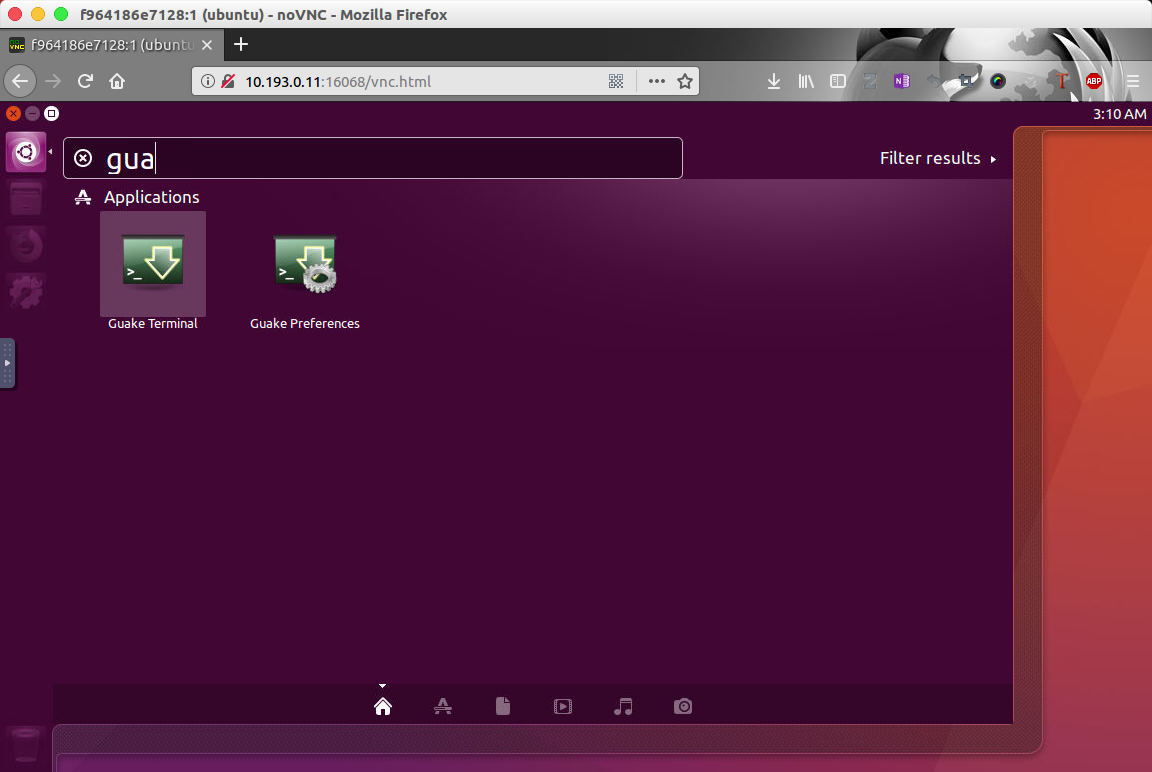 f964186e7128:1 (ubuntu) - noVNC - Mozilla Firefox
f964186e7128:1 (ubuntu
10.193.0.11:16068/vnc.html
ABP
3:10 AM
gua
Filter results
Applications
>_
>_
Guake Terminal
Guake Preferences